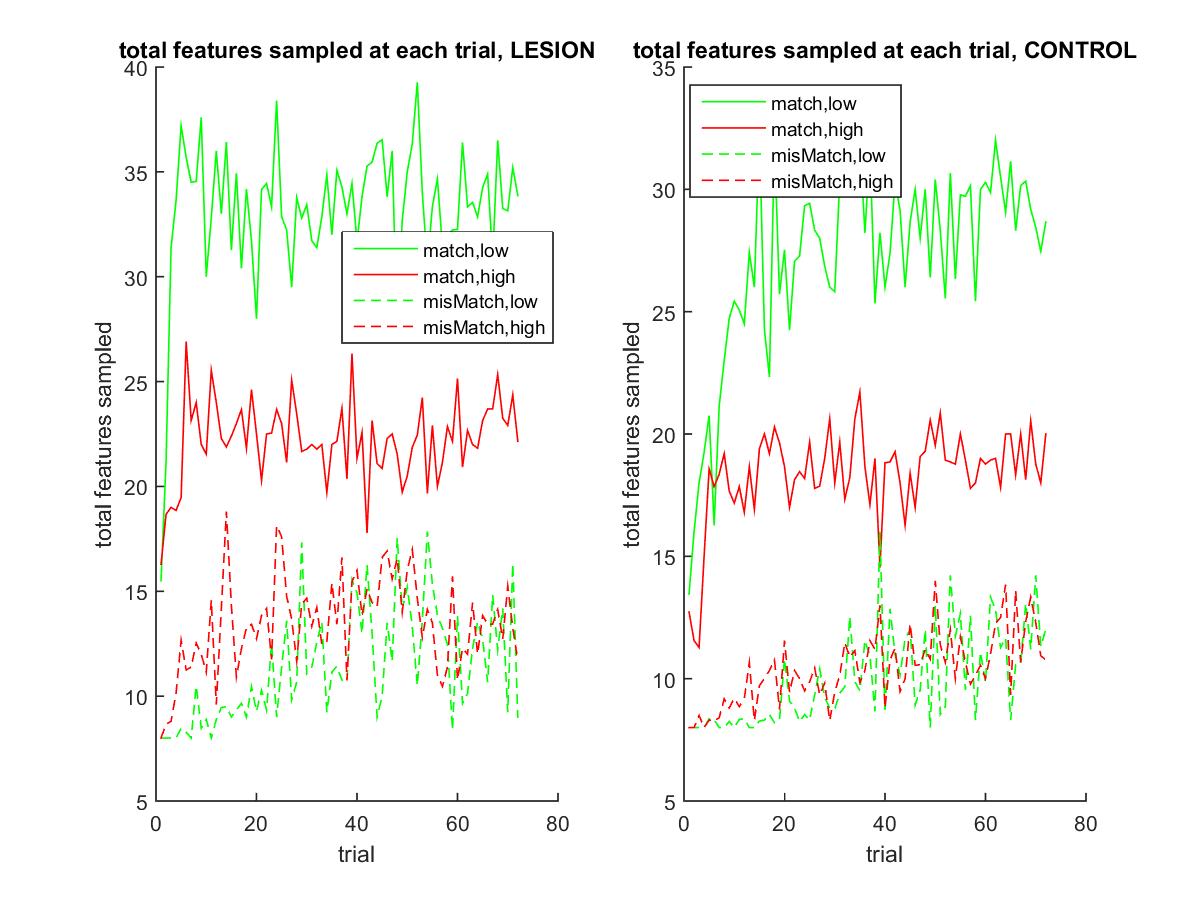 total features sampled at each trial, LESION
40
35
30
25
20
15
10
5
0
20
40
60
80
total features sampled
trial
match,low
match,high
misMatch,low
misMatch,high
total features sampled at each trial, CONTROL
35
30
25
20
15
10
5
0
20
40
60
80
total features sampled
trial
match,low
match,high
misMatch,low
misMatch,high